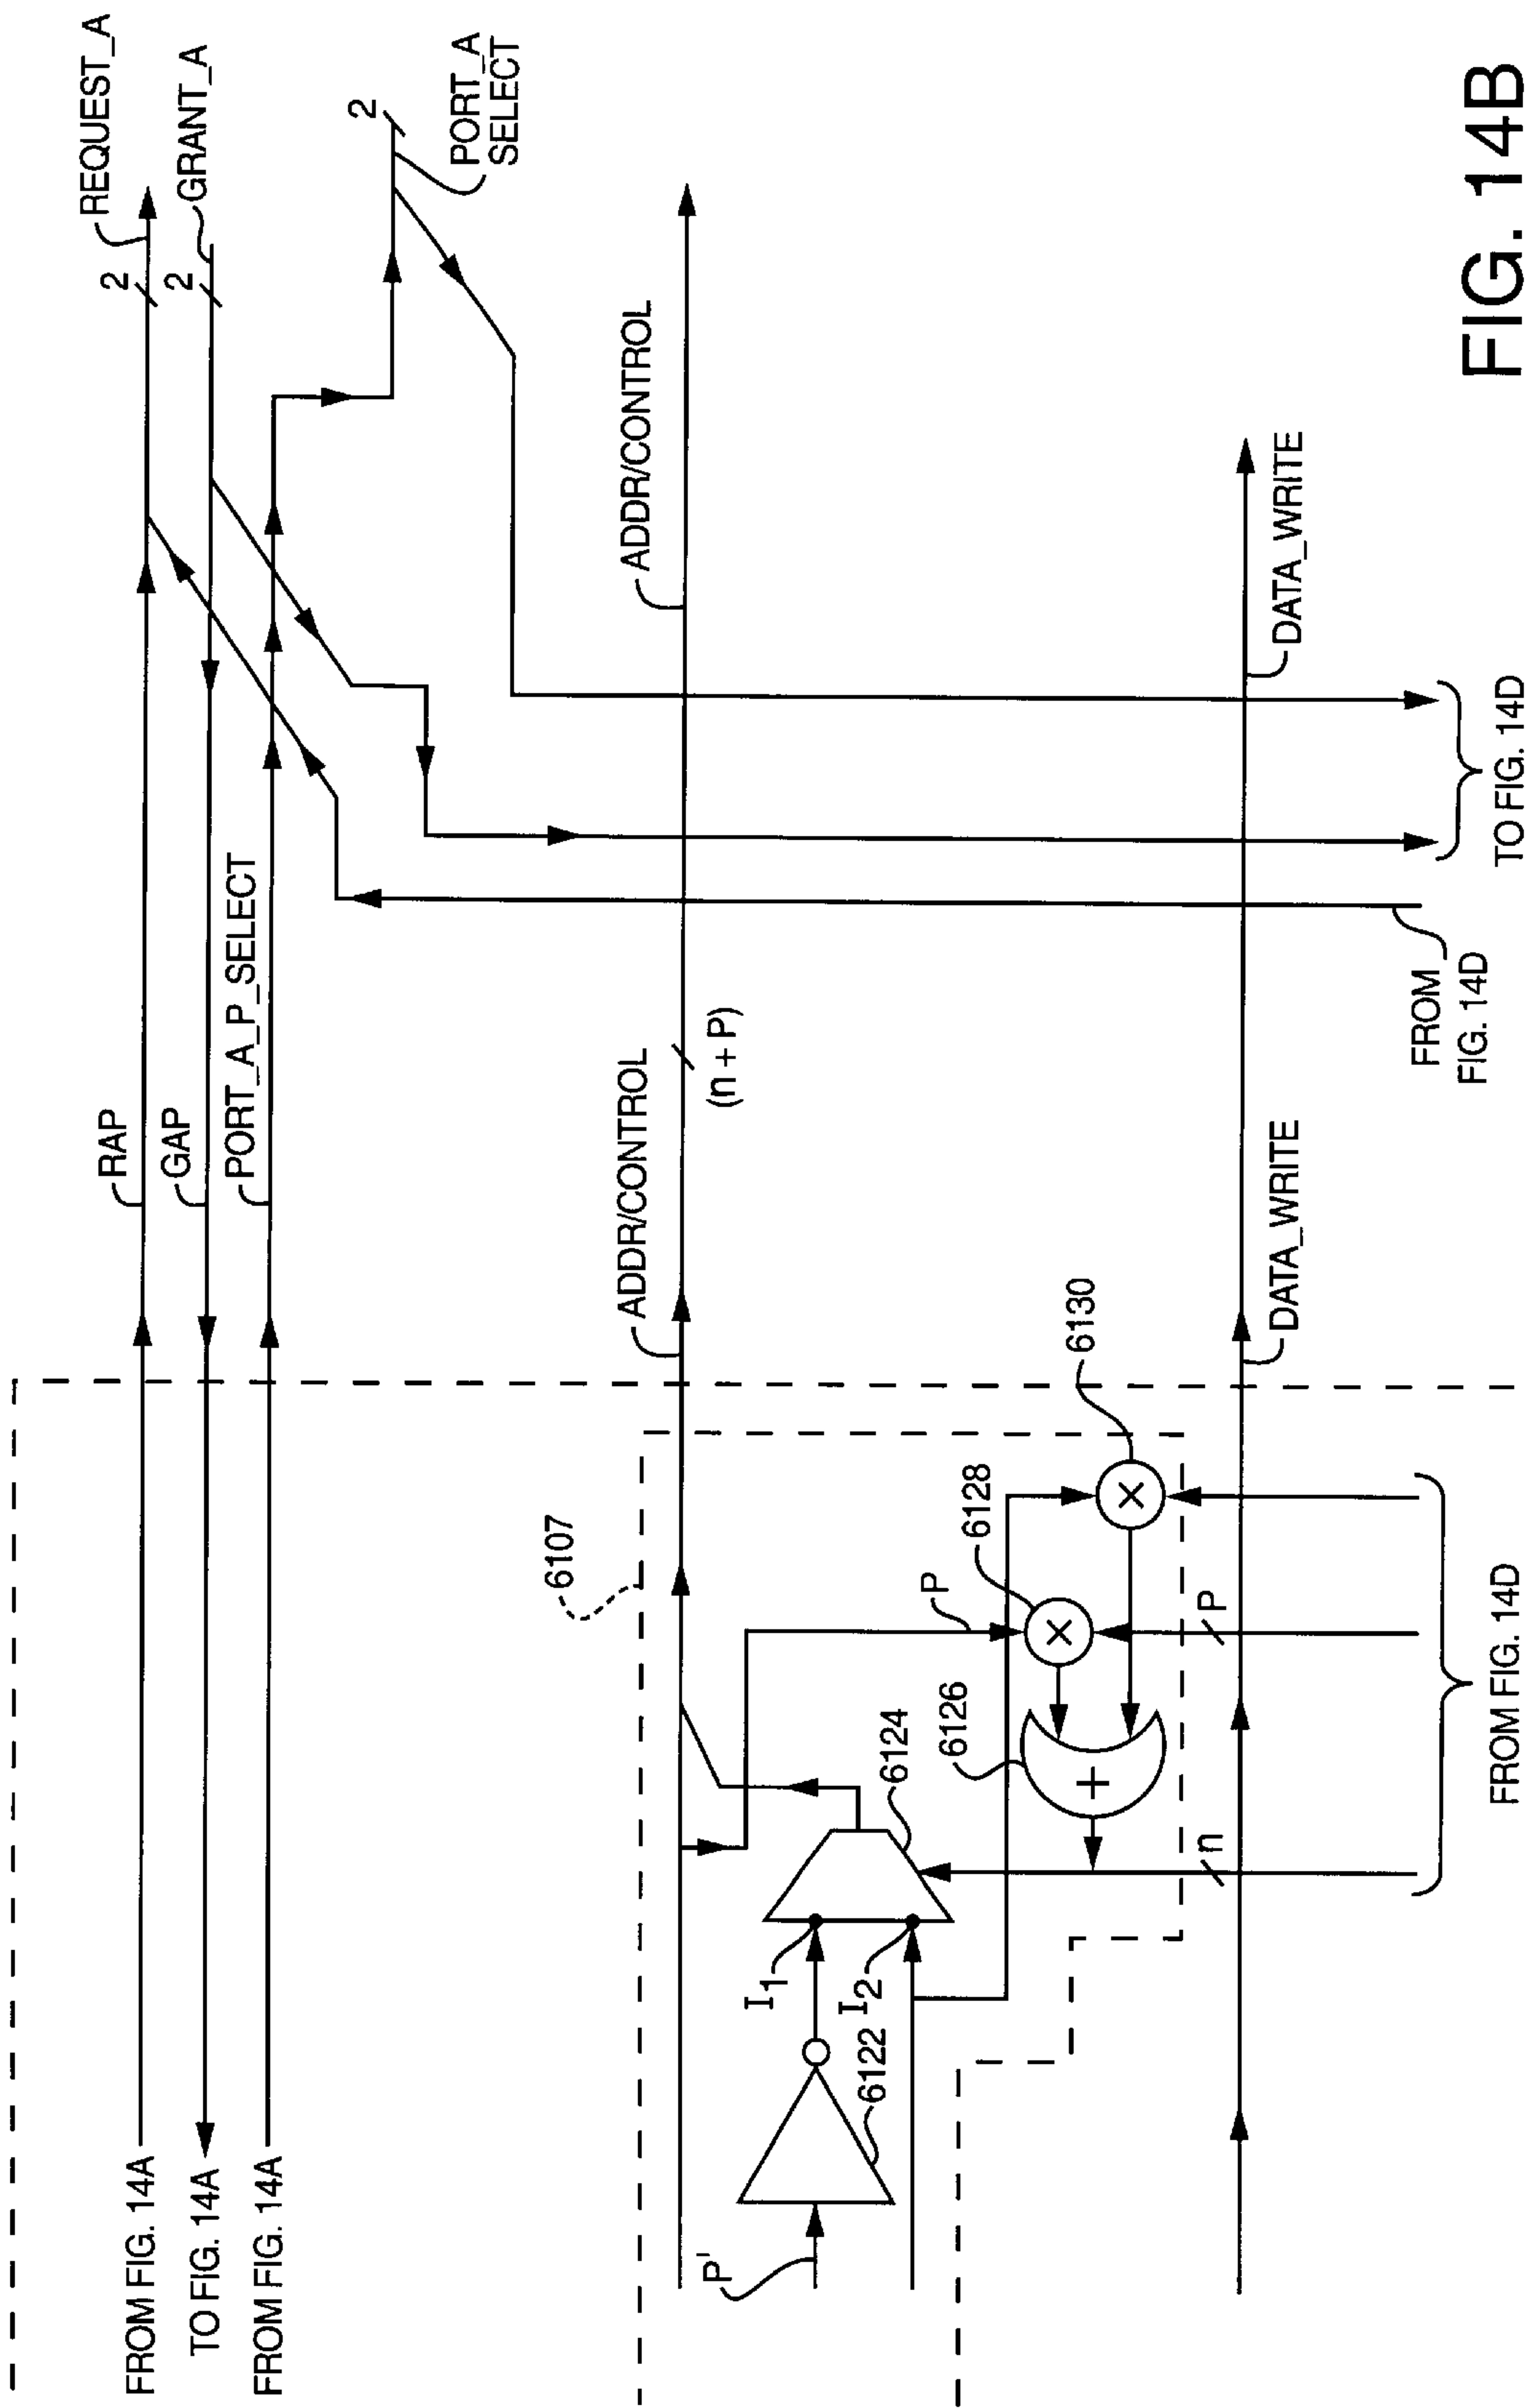 REQUEST_A
2
GRANT_A
2
2
PORT_A
SELECT
RAP
GAP
PORT_A_P_SELECT
FROM FIG. 14A
TO FIG. 14A
FROM FIG. 14A
ADDR/CONTROL
(n + P)
ADDR/CONTROL
6107
P'
6122
I1
I2
6124
6126
P
6128
6130
n
P
DATA_WRITE
DATA_WRITE
FROM FIG. 14D
FROM
FIG. 14D
TO FIG. 14D
FIG. 14B